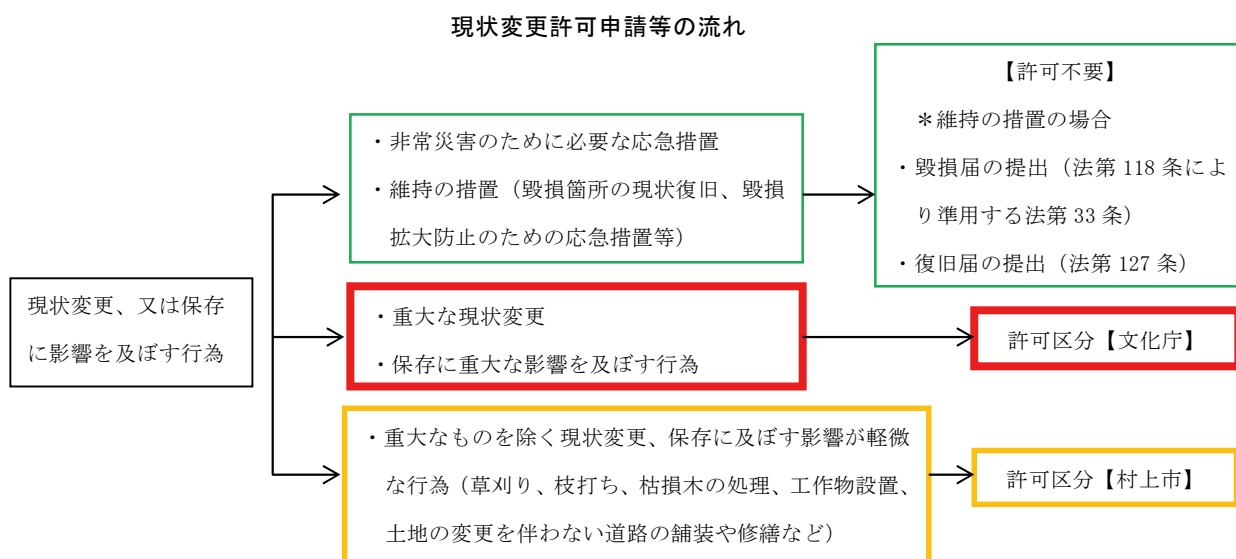 現状変更許可申請等の流れ
現状変更、又は保存
に影響を及ぼす行為
・非常災害のために必要な応急措置
・維持の措置（毀損箇所の現状復旧、毀損
拡大防止のための応急措置等）
【許可不要】
＊維持の措置の場合
・毀損届の提出（法第 118 条によ
り準用する法第 33 条）
・復旧届の提出（法第 127 条）
・重大な現状変更
・保存に重大な影響を及ぼす行為
許可区分【文化庁】
・重大なものを除く現状変更、保存に及ぼす影響が軽微
な行為（草刈り、枝打ち、枯損木の処理、工作物設置、
土地の変更を伴わない道路の舗装や修繕など）
許可区分【村上市】